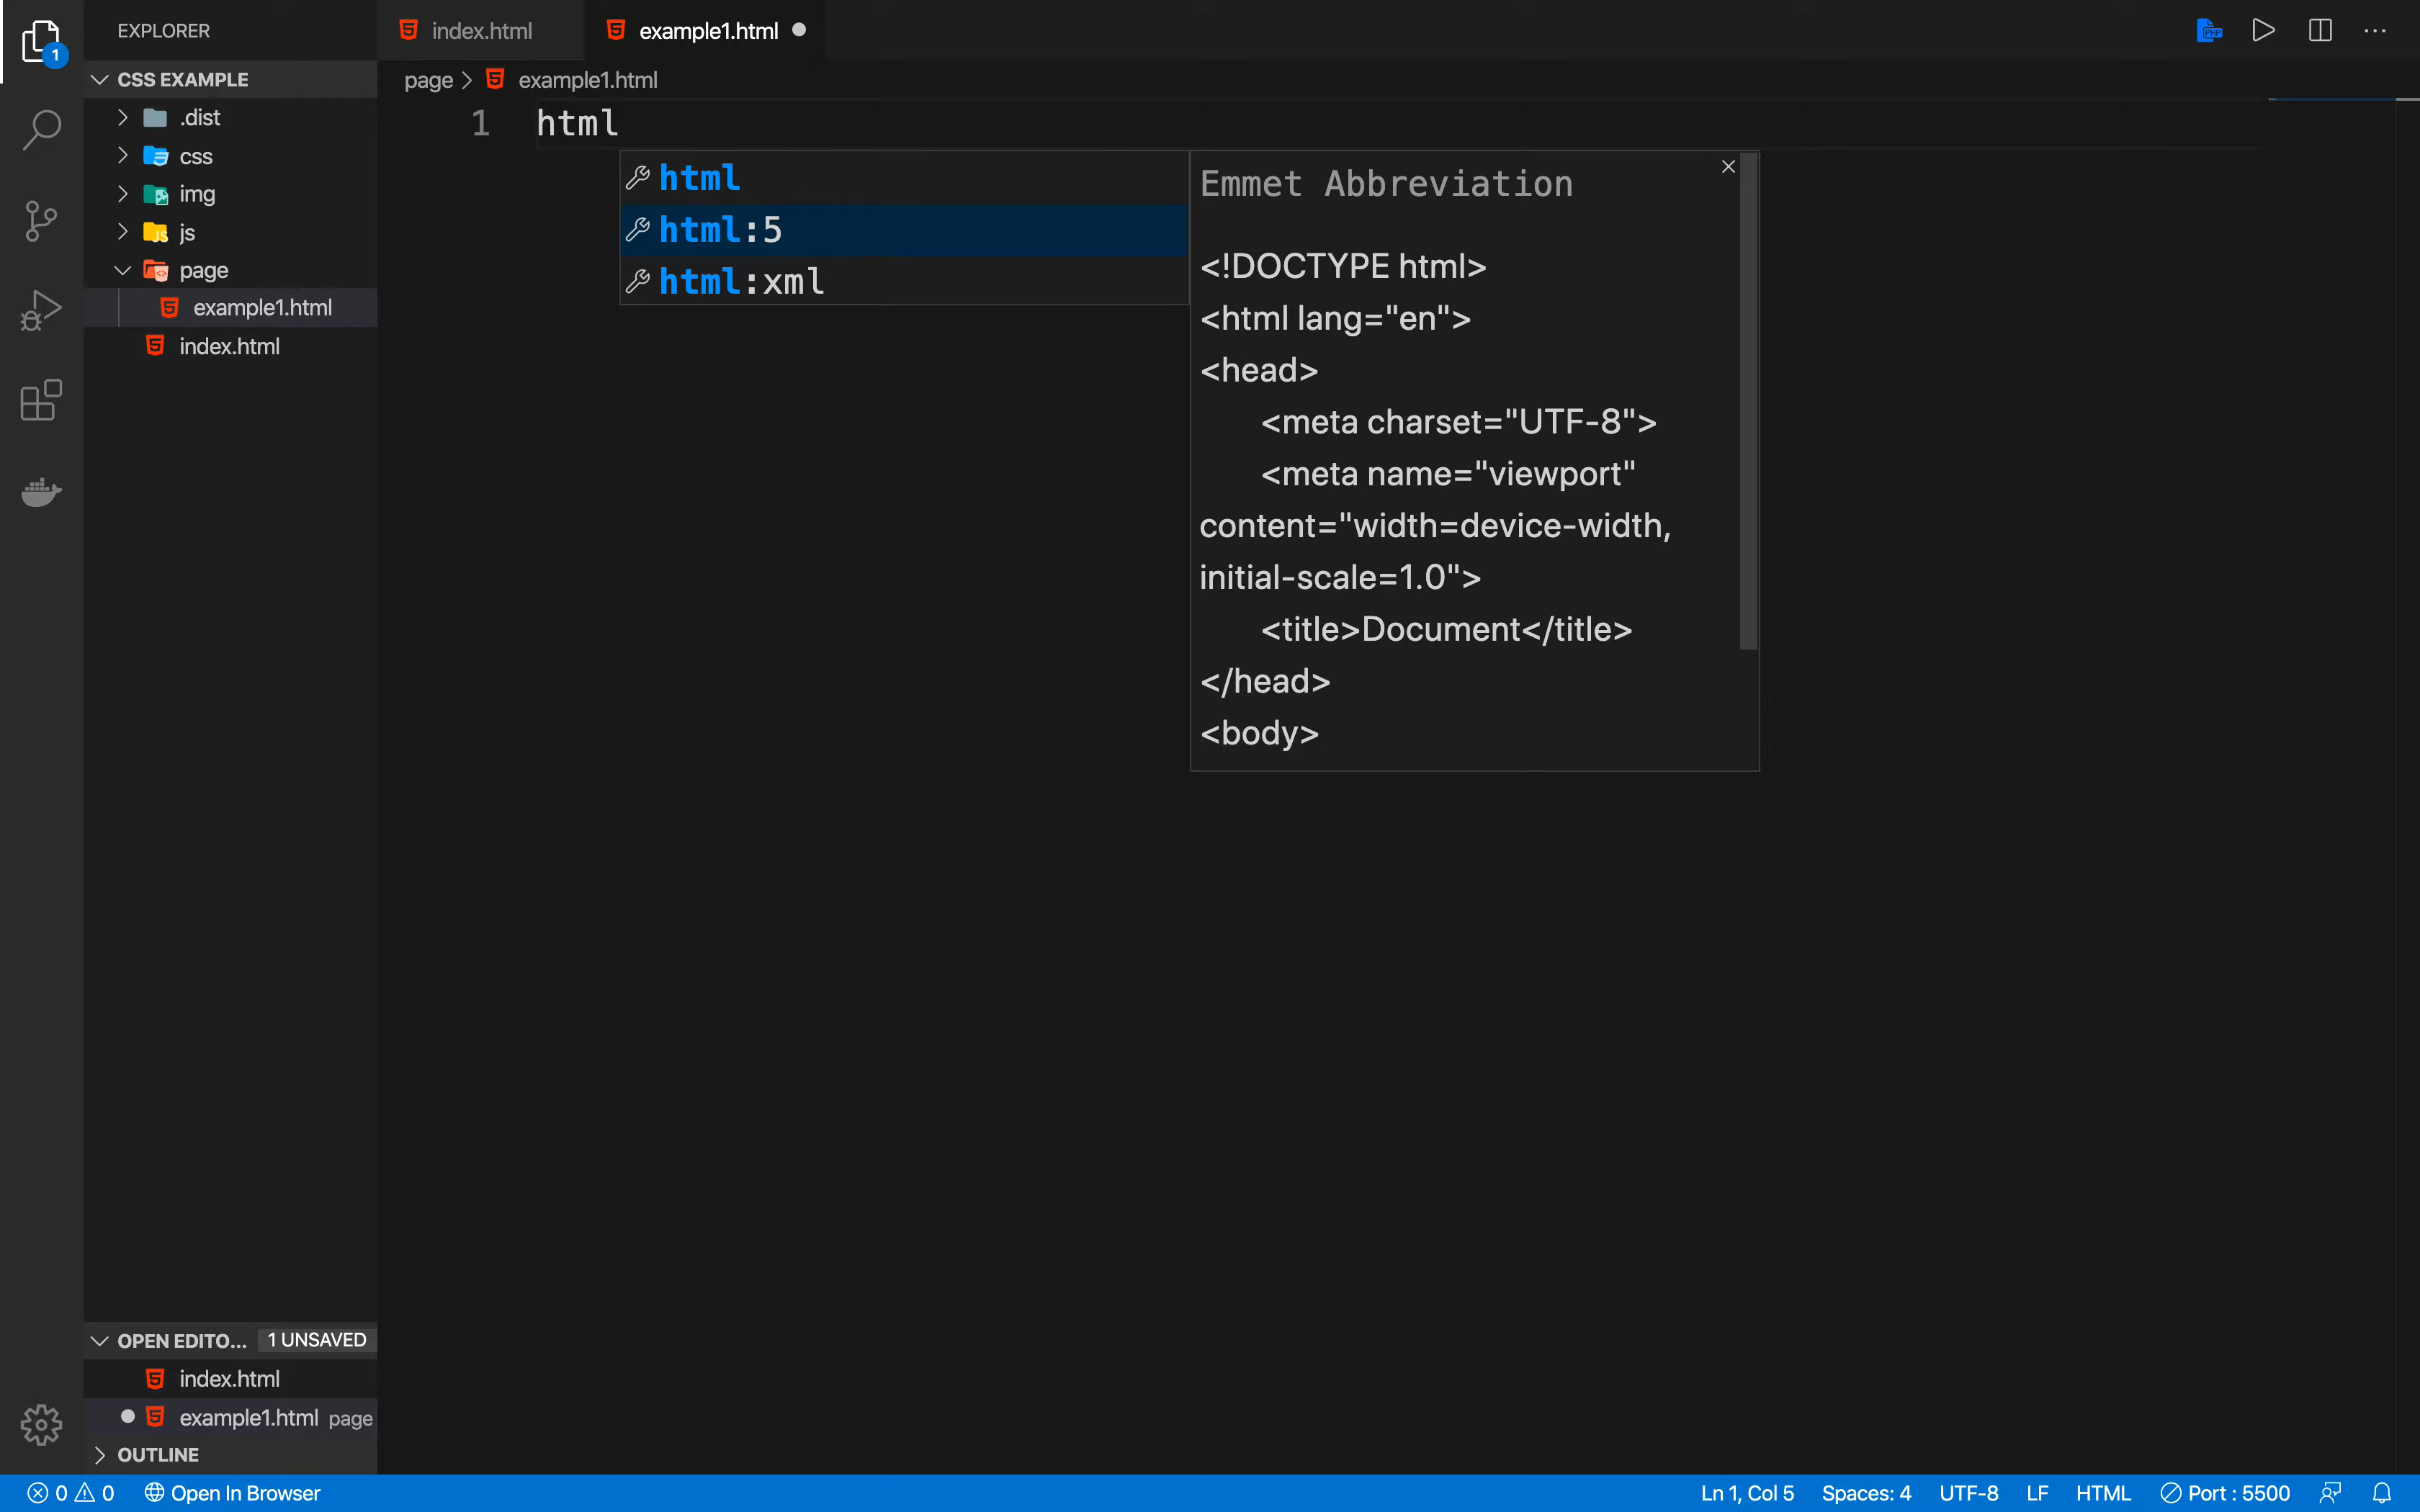 1
EXPLORER
index.html
example1.html
PHP
CSS EXAMPLE
page
example1.html
.dist
css
img
js
page
example1.html
index.html
1 html
html
html:5
html:xml
Emmet Abbreviation
<!DOCTYPE html>
<html lang="en">
<head>
<meta charset="UTF-8">
<meta name="viewport"
content="width=device-width,
initial-scale=1.0">
<title>Document</title>
</head>
<body>
OPEN EDITO... 1 UNSAVED
index.html
example1.html page
OUTLINE
0 0 Open In Browser Ln 1, Col 5 Spaces: 4 UTF-8 LF HTML Port : 5500